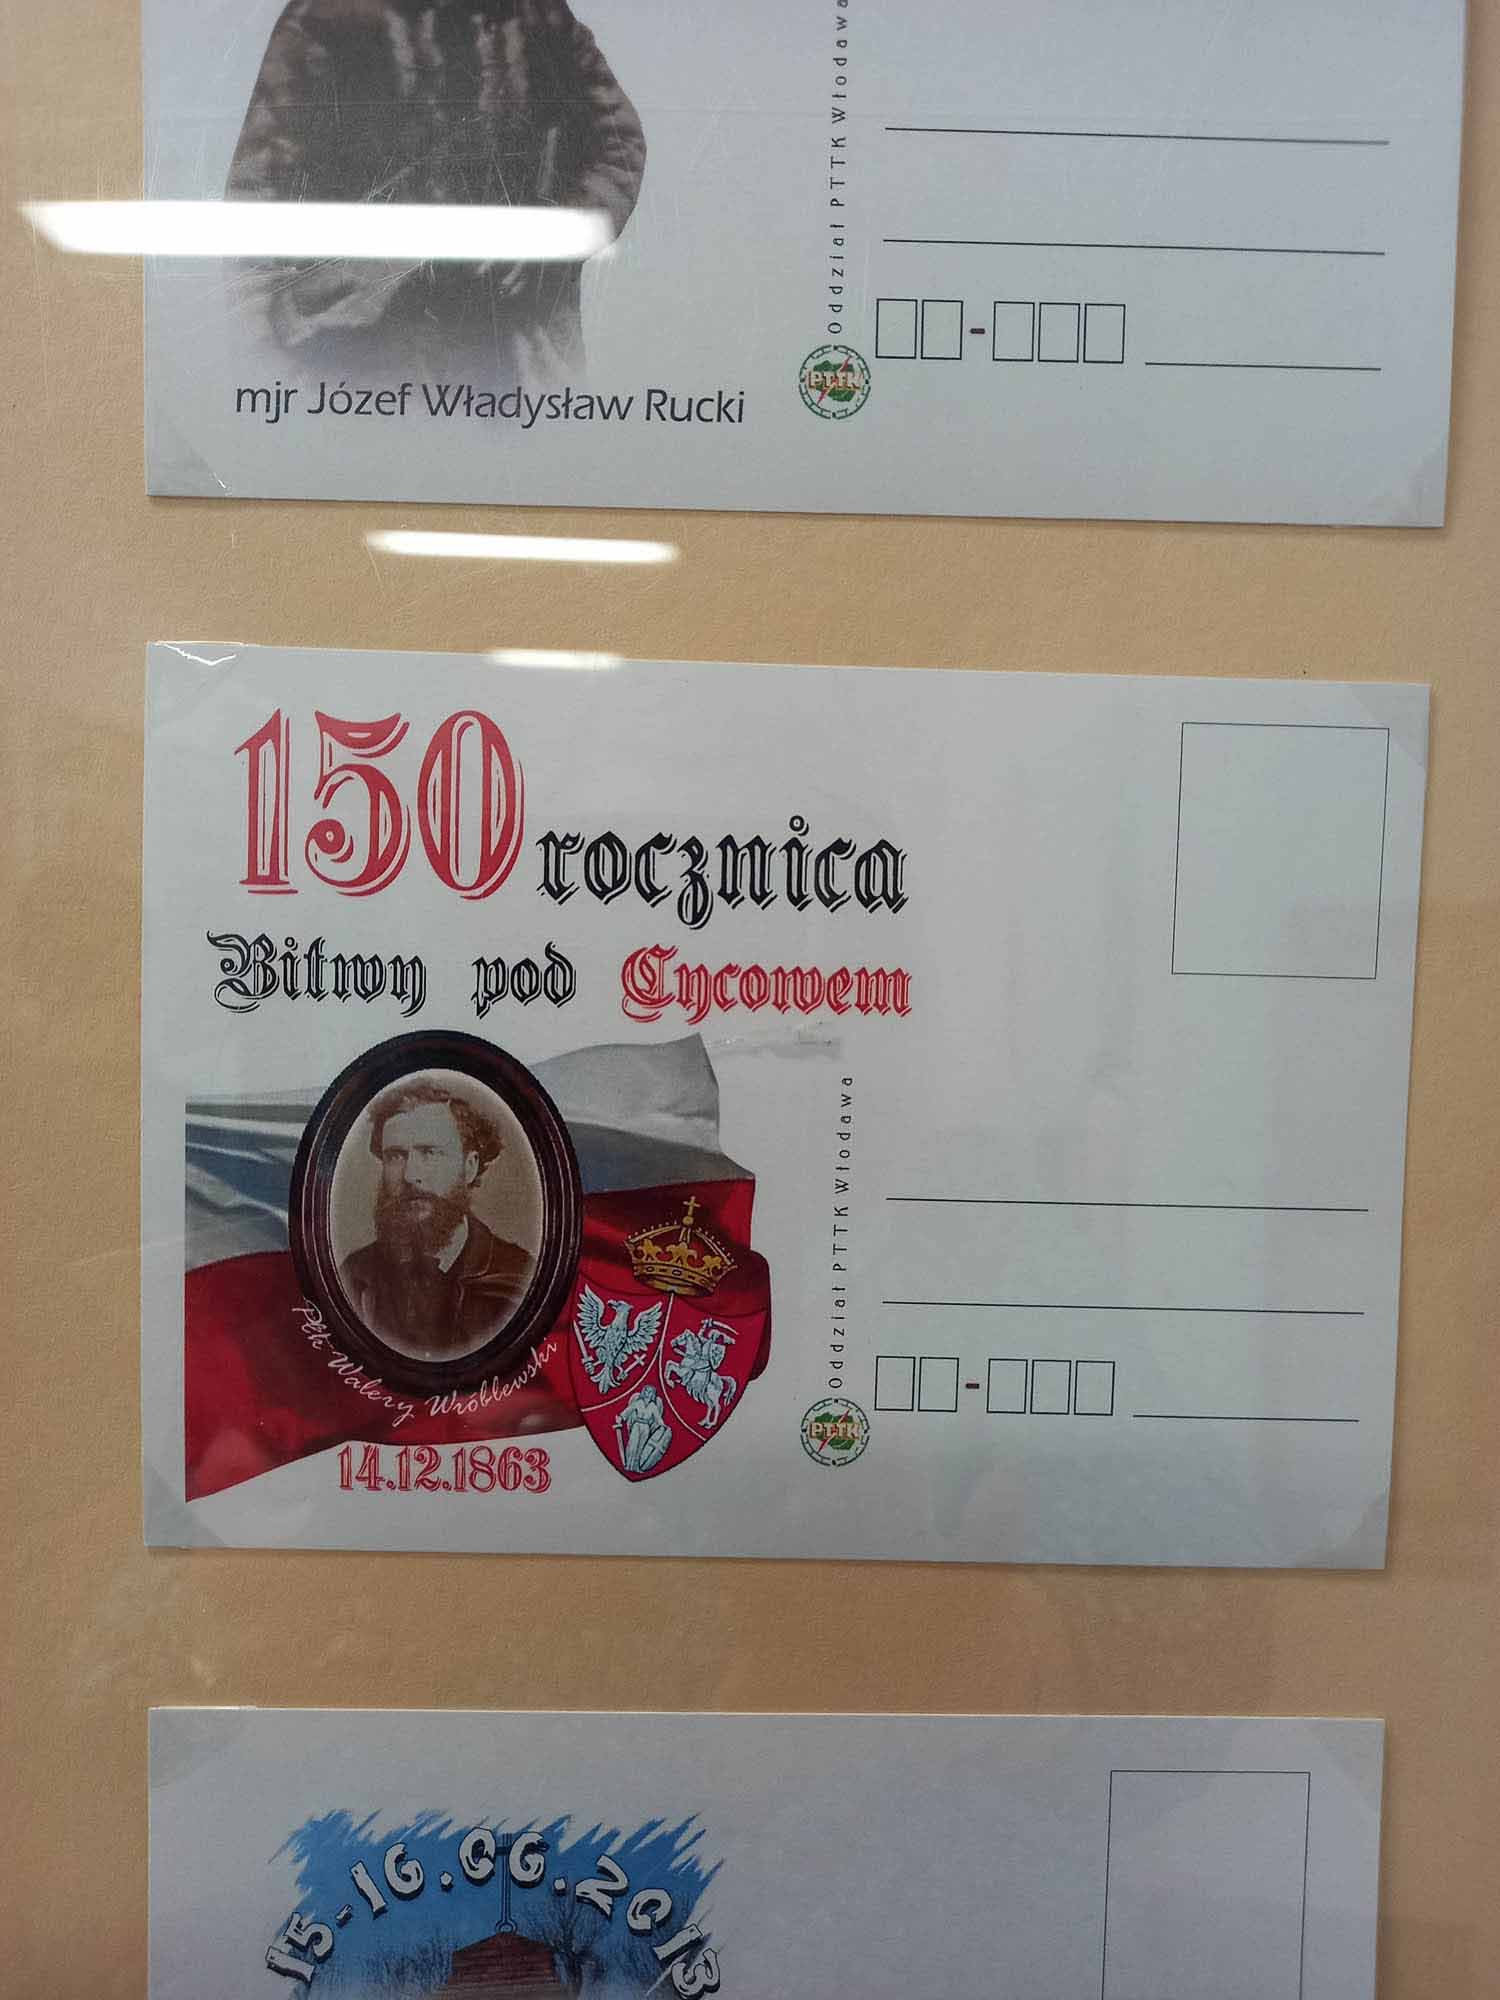 Oddział PTTK Włodawa
PTTK
mjr Józef Władysław Rucki
150 rocznica
Bitwy pod Cycowem
Płk Walery Wróblewski
14.12.1863
Oddział PTTK Włodawa
PTTK
15-16.06.2013